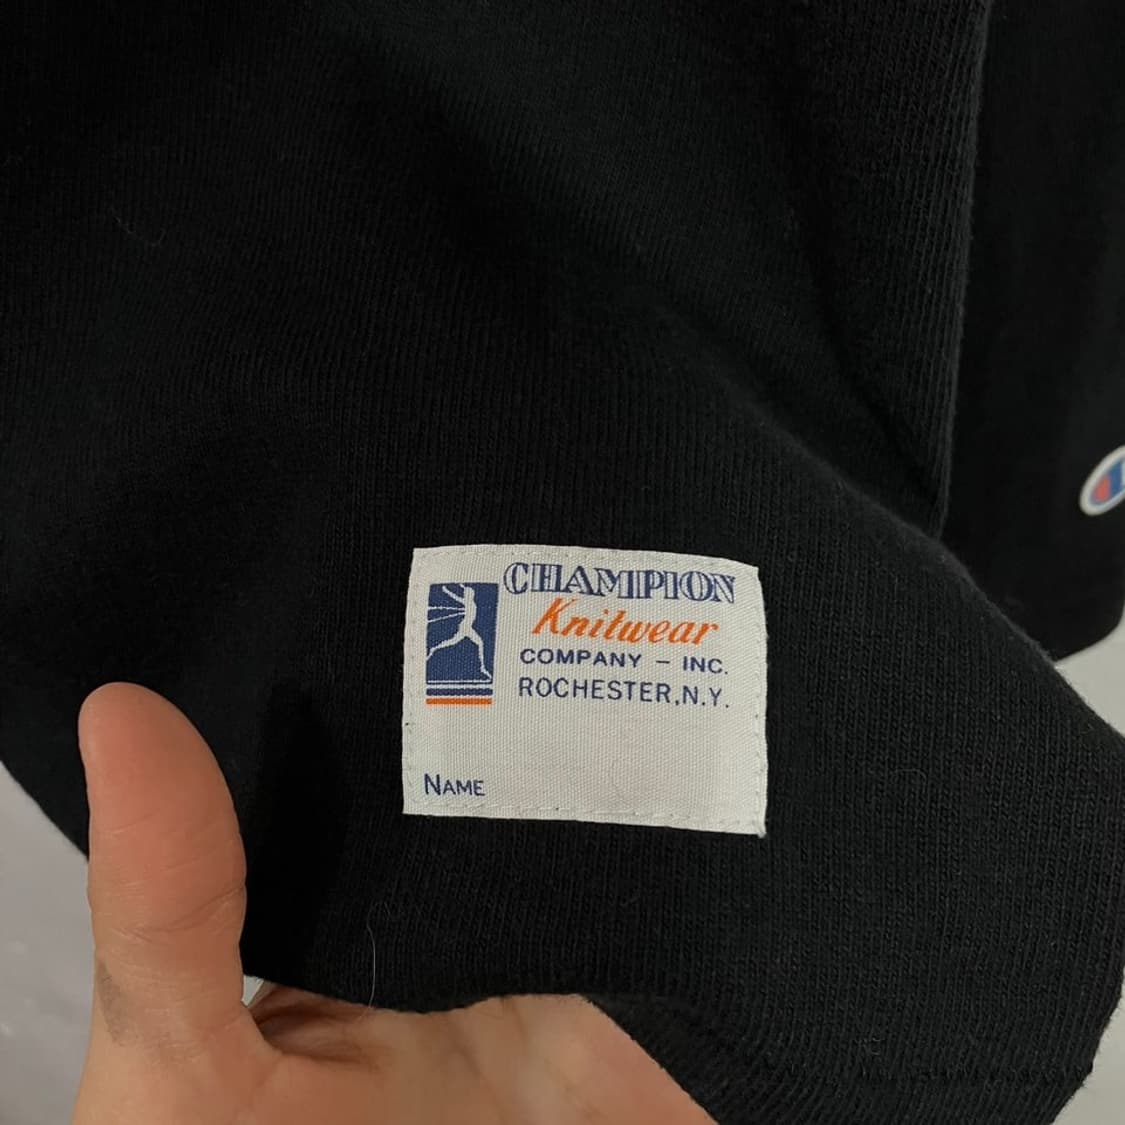 CHAMPION
Knitwear
COMPANY – INC.
ROCHESTER,N.Y.
NAME